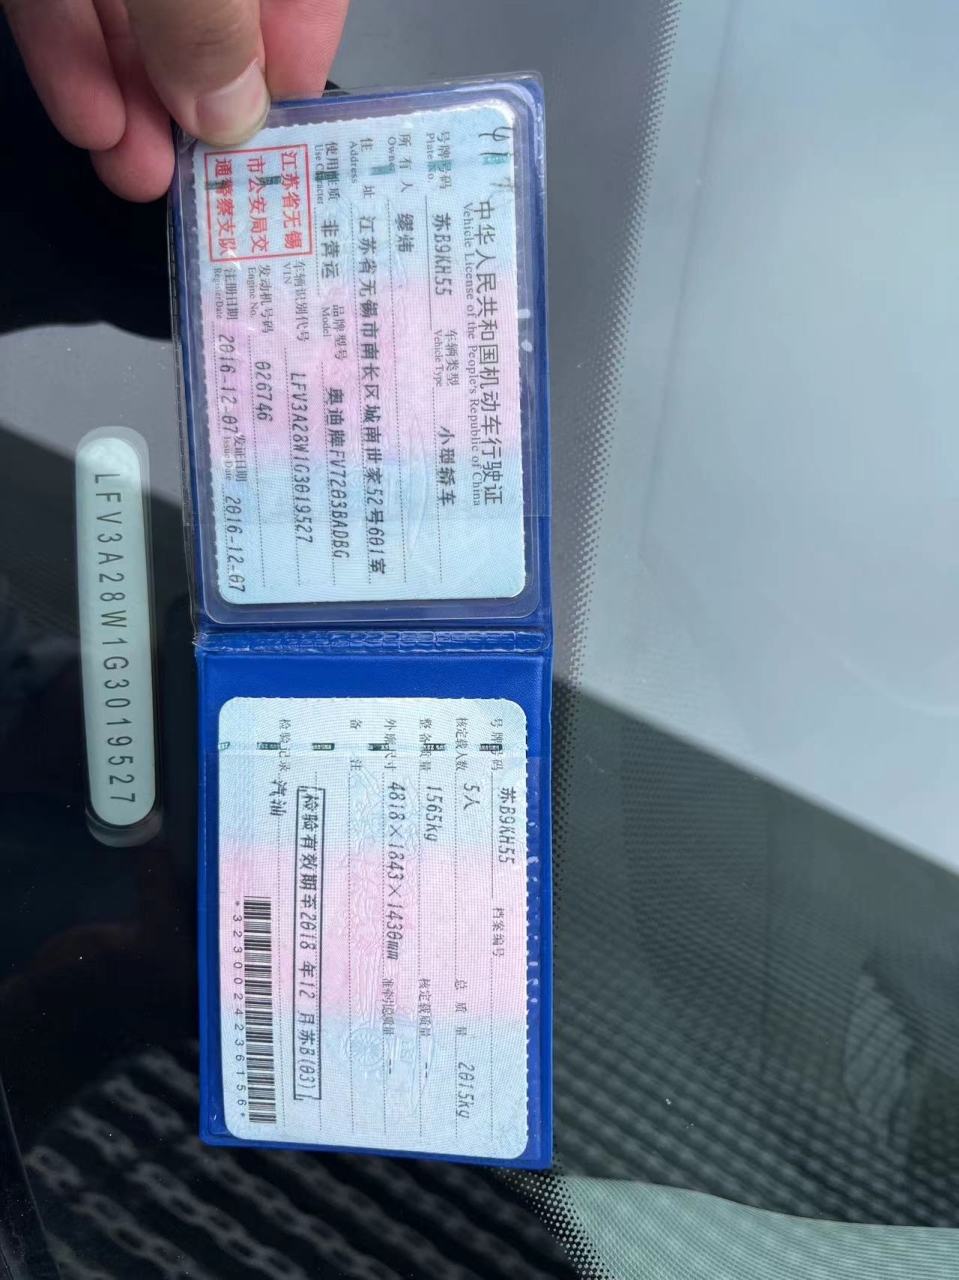 中华人民共和国机动车行驶证
Vehicle License of the People's Republic of China
号牌号码 苏B9KH55 车辆类型 小型轿车
Plate No. Vehicle Type
所有人 缪炜
Owner
住址 江苏省无锡市南长区城南世家52号601室
Address
使用性质 非营运 品牌型号 奥迪牌FV7203BADBG
Use Character Model
江苏省无锡
市公安局交
通警察支队
车辆识别代号 LFV3A28W1G3019527
VIN
发动机号码 026746
Engine No.
注册日期 2016-12-07 发证日期 2016-12-07
Register Date Issue Date
号牌号码 苏B9KH55 档案编号
核定载人数 5人 总质量 2015kg
整备质量 1565kg 核定载质量 --
外廓尺寸 4818×1843×1430mm 准牵引总质量 --
备注
检验有效期至2018年12月苏B(03)
检验记录 汽油
*3230024236156*
LFV3A28W1G3019527